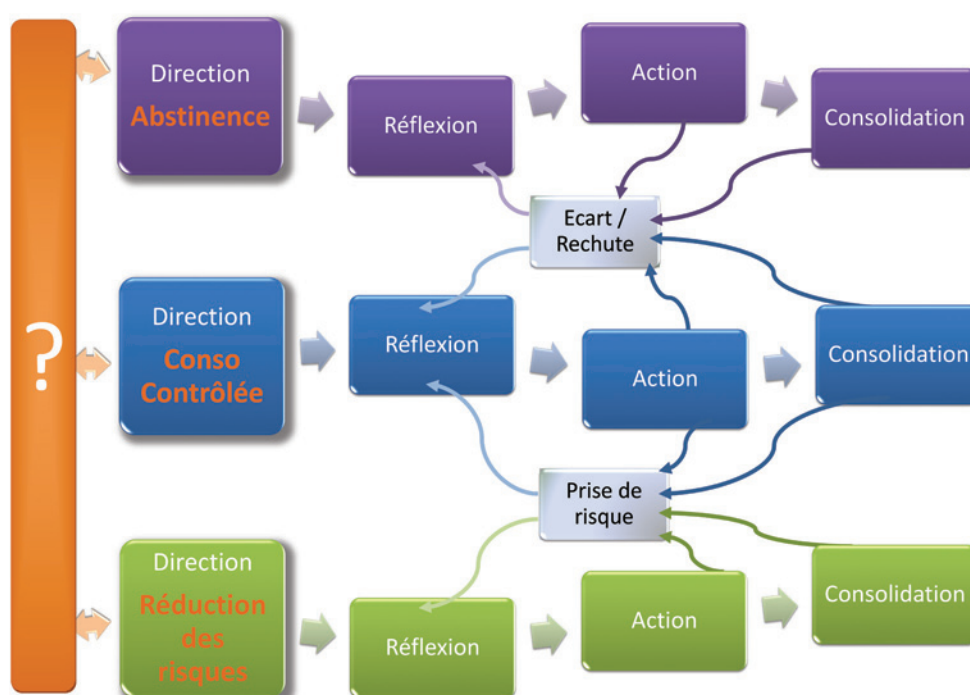 ?
Direction
Abstinence
Réflexion
Action
Consolidation
Ecart /
Rechute
Direction
Conso
Contrôlée
Réflexion
Action
Consolidation
Prise de
risque
Direction
Réduction
des
risques
Réflexion
Action
Consolidation